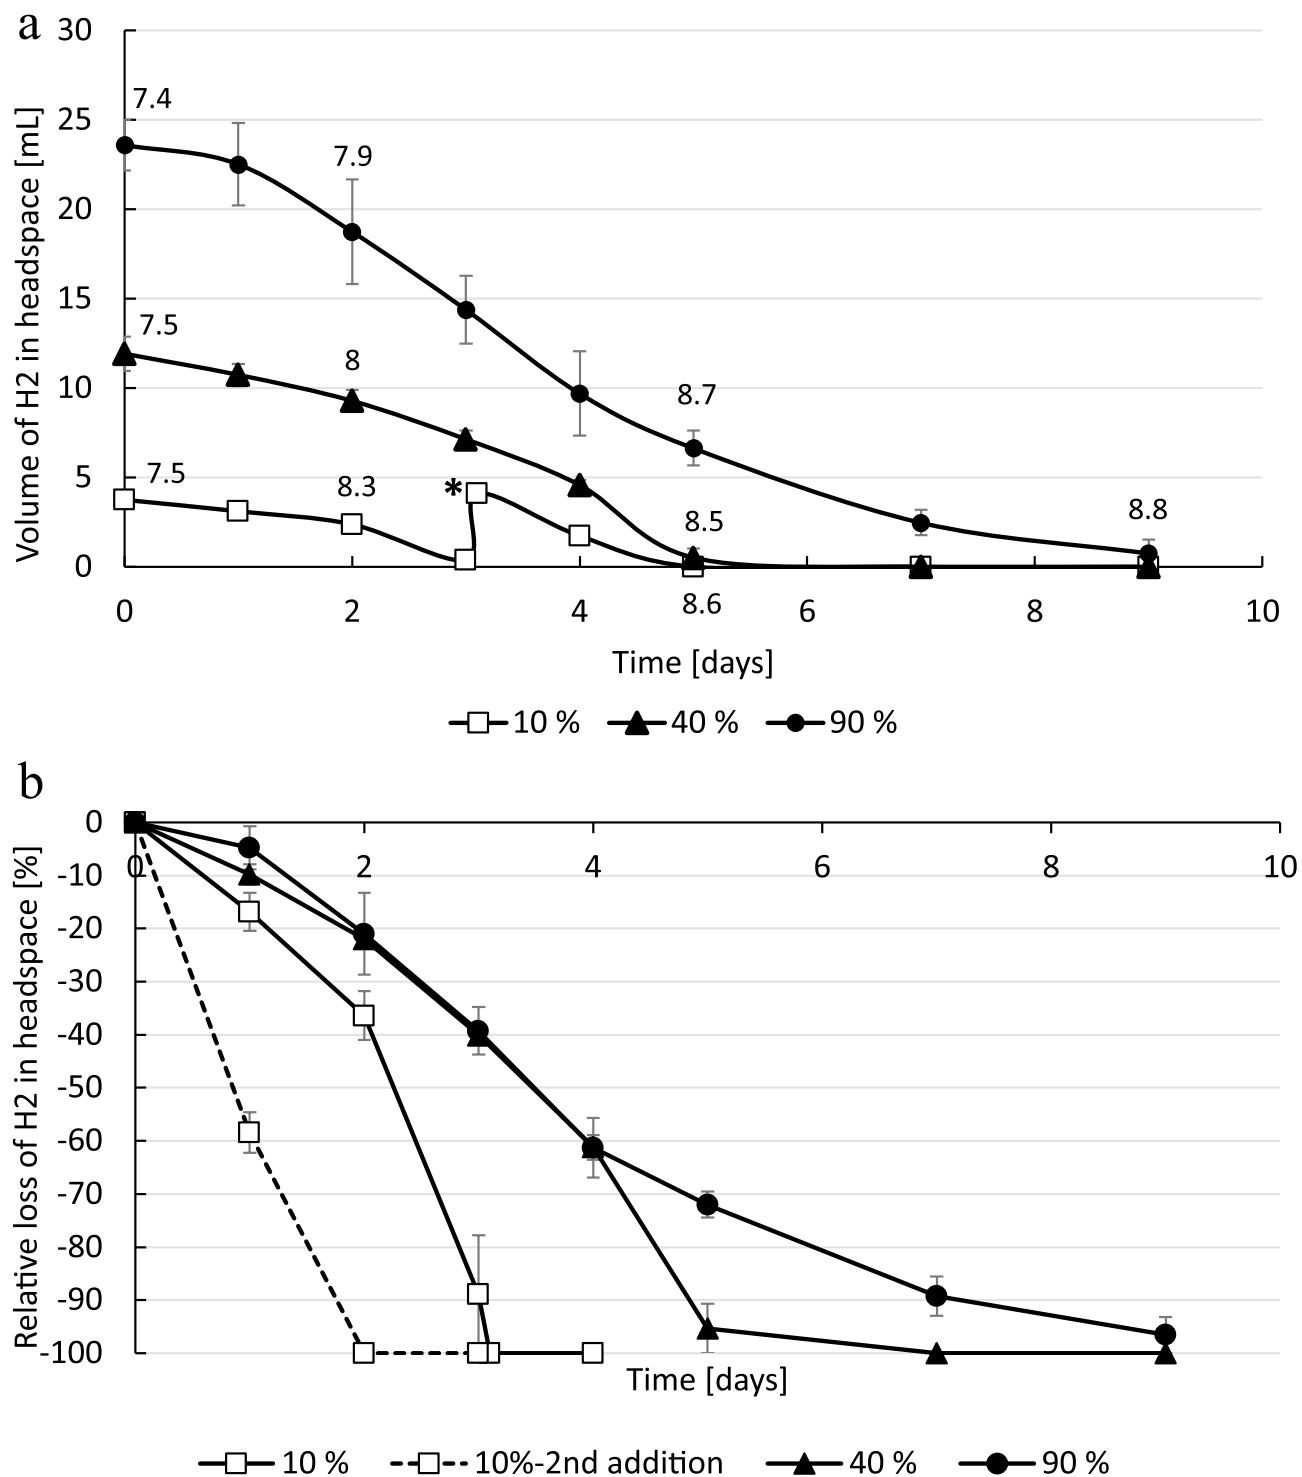 a
30
25
20
15
10
5
0
Volume of H2 in headspace [mL]
7.4
7.9
7.5
8
8.7
7.5
8.3
*
8.5
8.8
8.6
0 2 4 6 8 10
Time [days]
10 % 40 % 90 %
b
0
0 2 4 6 8 10
-10
-20
-30
-40
-50
-60
-70
-80
-90
-100
Relative loss of H2 in headspace [%]
Time [days]
10 % 10%-2nd addition 40 % 90 %